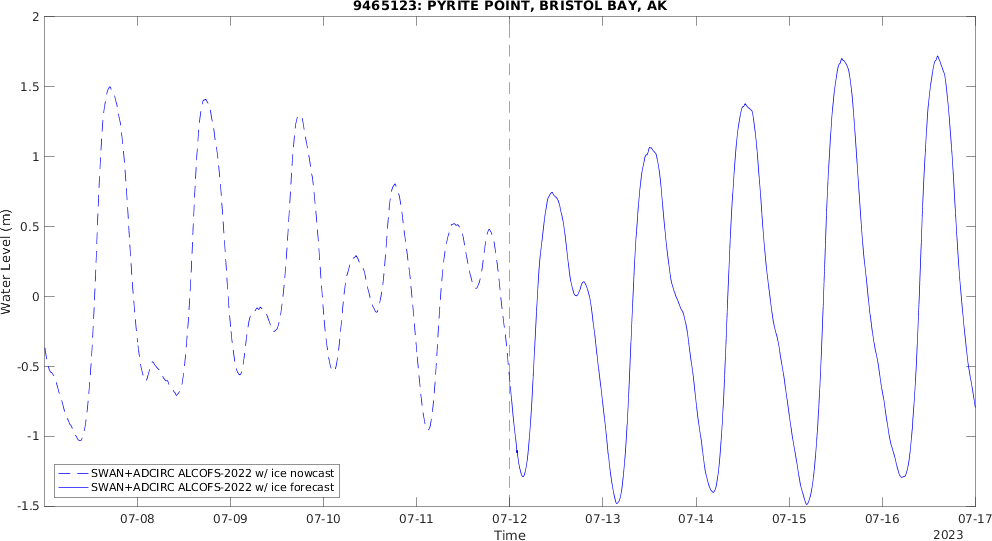 9465123: PYRITE POINT, BRISTOL BAY, AK
2
1.5
1
0.5
0
-0.5
-1
-1.5
Water Level (m)
SWAN+ADCIRC ALCOFS-2022 w/ ice nowcast
SWAN+ADCIRC ALCOFS-2022 w/ ice forecast
07-08 07-09 07-10 07-11 07-12 07-13 07-14 07-15 07-16 07-17
Time
2023